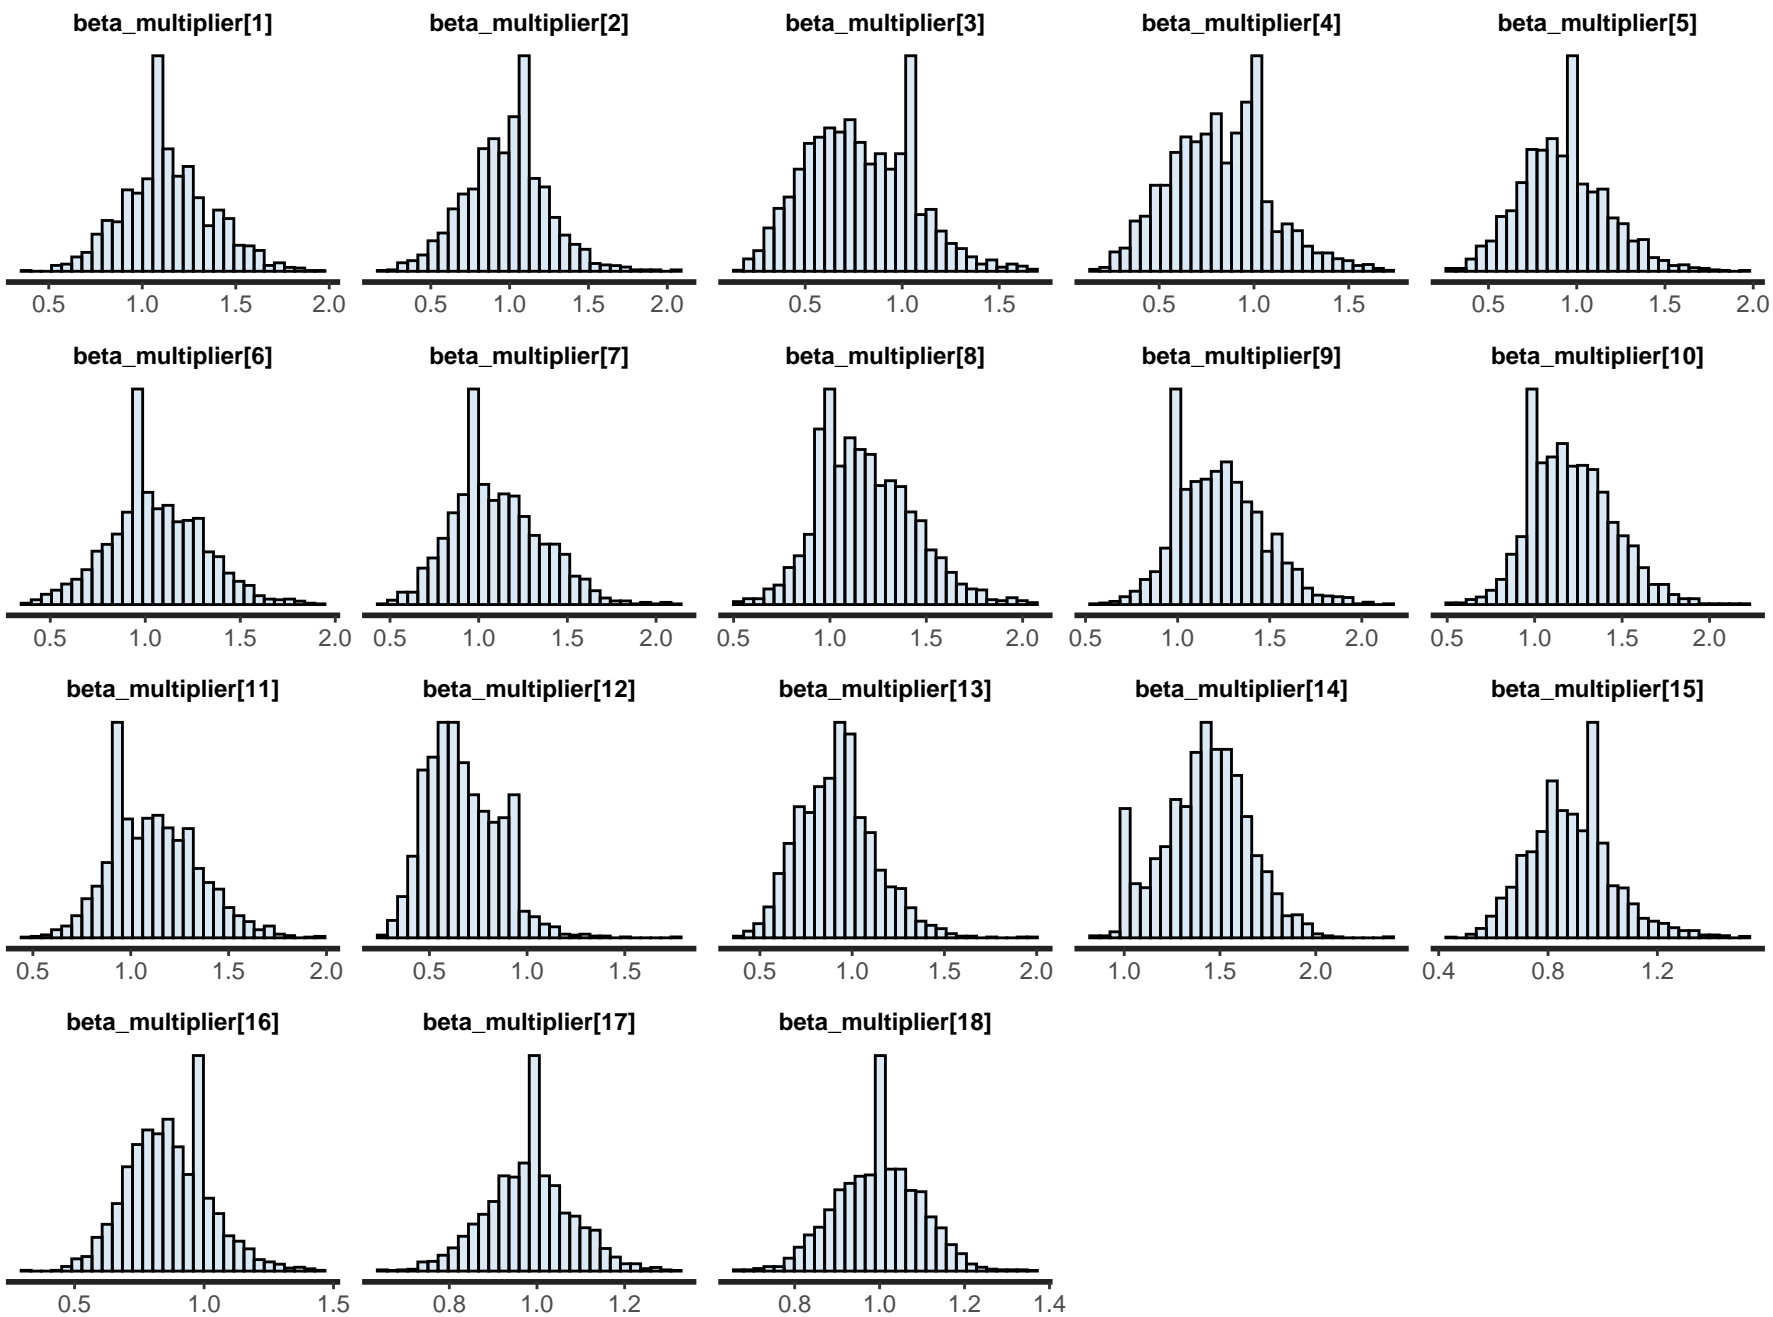 beta_multiplier[1] beta_multiplier[2] beta_multiplier[3] beta_multiplier[4] beta_multiplier[5]
0.5 1.0 1.5 2.0 0.5 1.0 1.5 2.0 0.5 1.0 1.5 0.5 1.0 1.5 0.5 1.0 1.5 2.0
beta_multiplier[6] beta_multiplier[7] beta_multiplier[8] beta_multiplier[9] beta_multiplier[10]
0.5 1.0 1.5 2.0 0.5 1.0 1.5 2.0 0.5 1.0 1.5 2.0 0.5 1.0 1.5 2.0 0.5 1.0 1.5 2.0
beta_multiplier[11] beta_multiplier[12] beta_multiplier[13] beta_multiplier[14] beta_multiplier[15]
0.5 1.0 1.5 2.0 0.5 1.0 1.5 0.5 1.0 1.5 2.0 1.0 1.5 2.0 0.4 0.8 1.2
beta_multiplier[16] beta_multiplier[17] beta_multiplier[18]
0.5 1.0 1.5 0.8 1.0 1.2 0.8 1.0 1.2 1.4